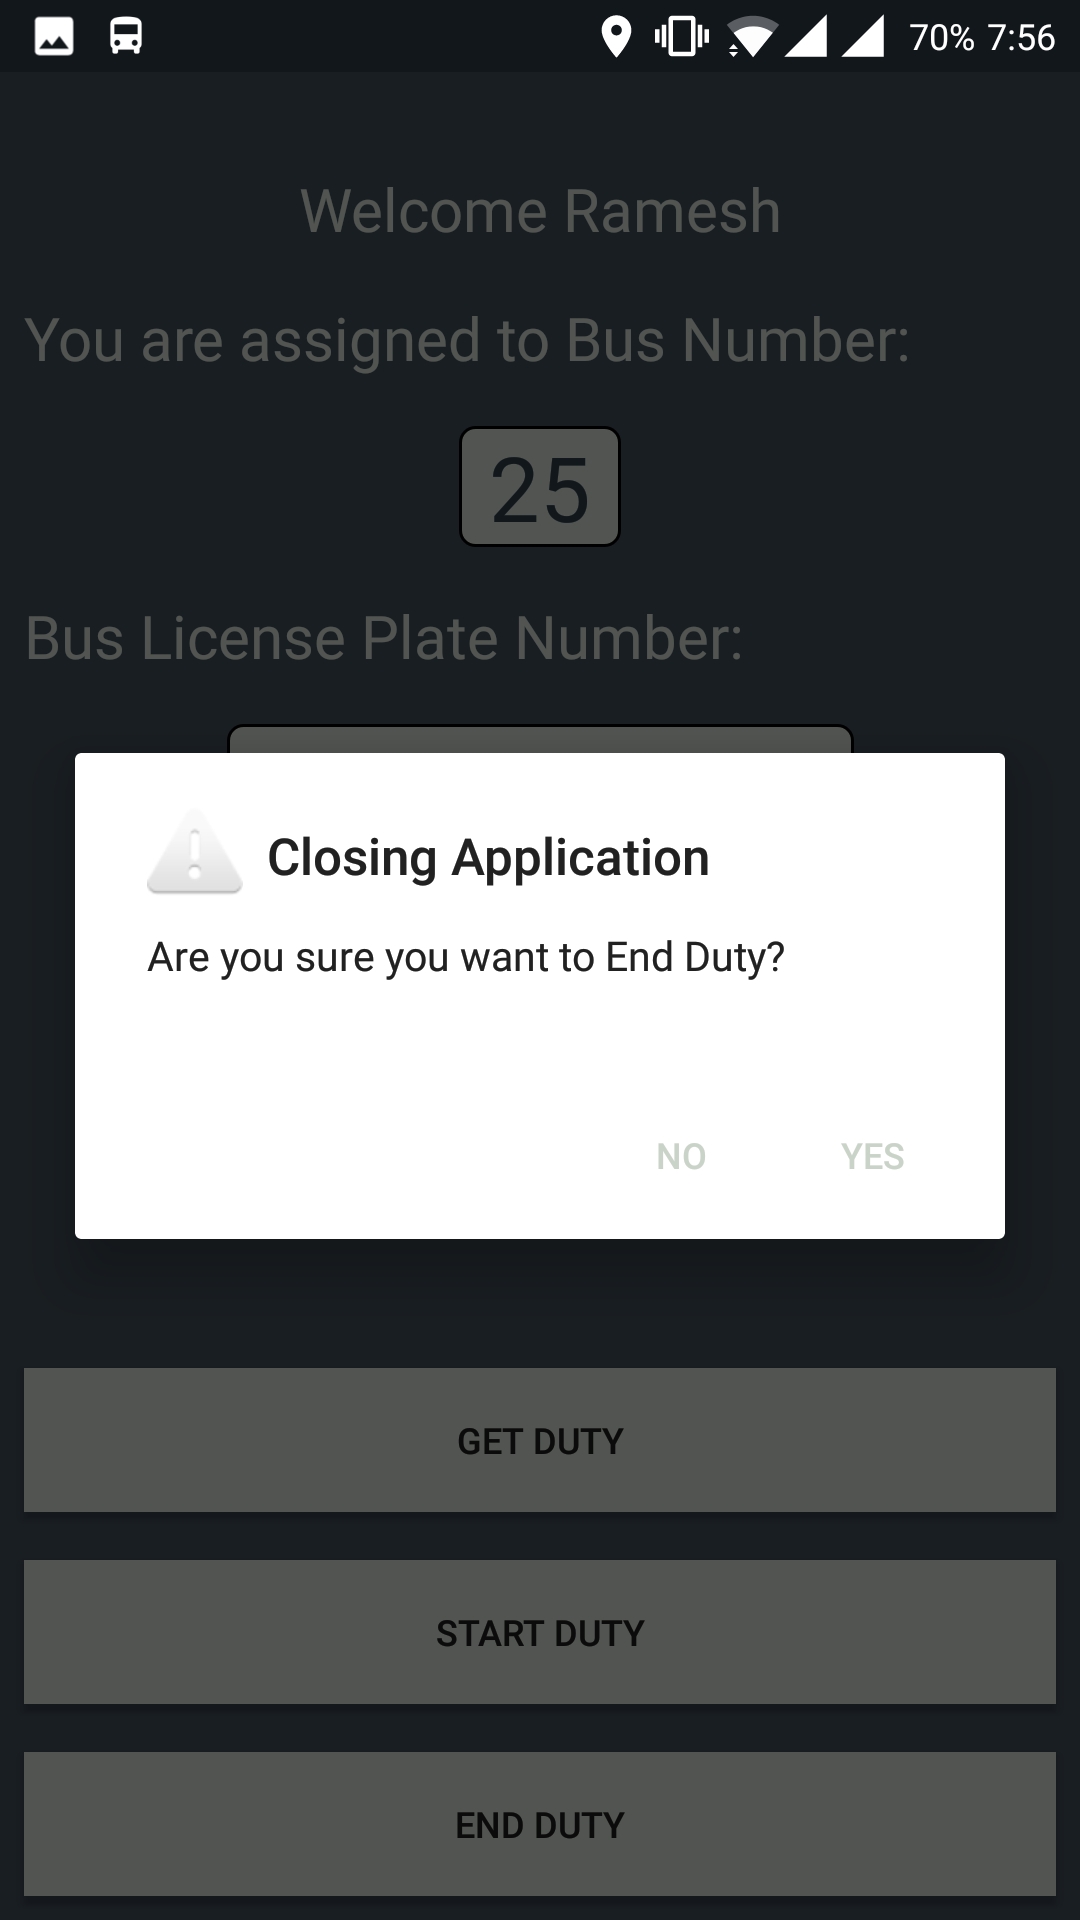 70% 7:56
Welcome Ramesh
You are assigned to Bus Number:
25
Bus License Plate Number:
Closing Application
Are you sure you want to End Duty?
NO YES
GET DUTY
START DUTY
END DUTY